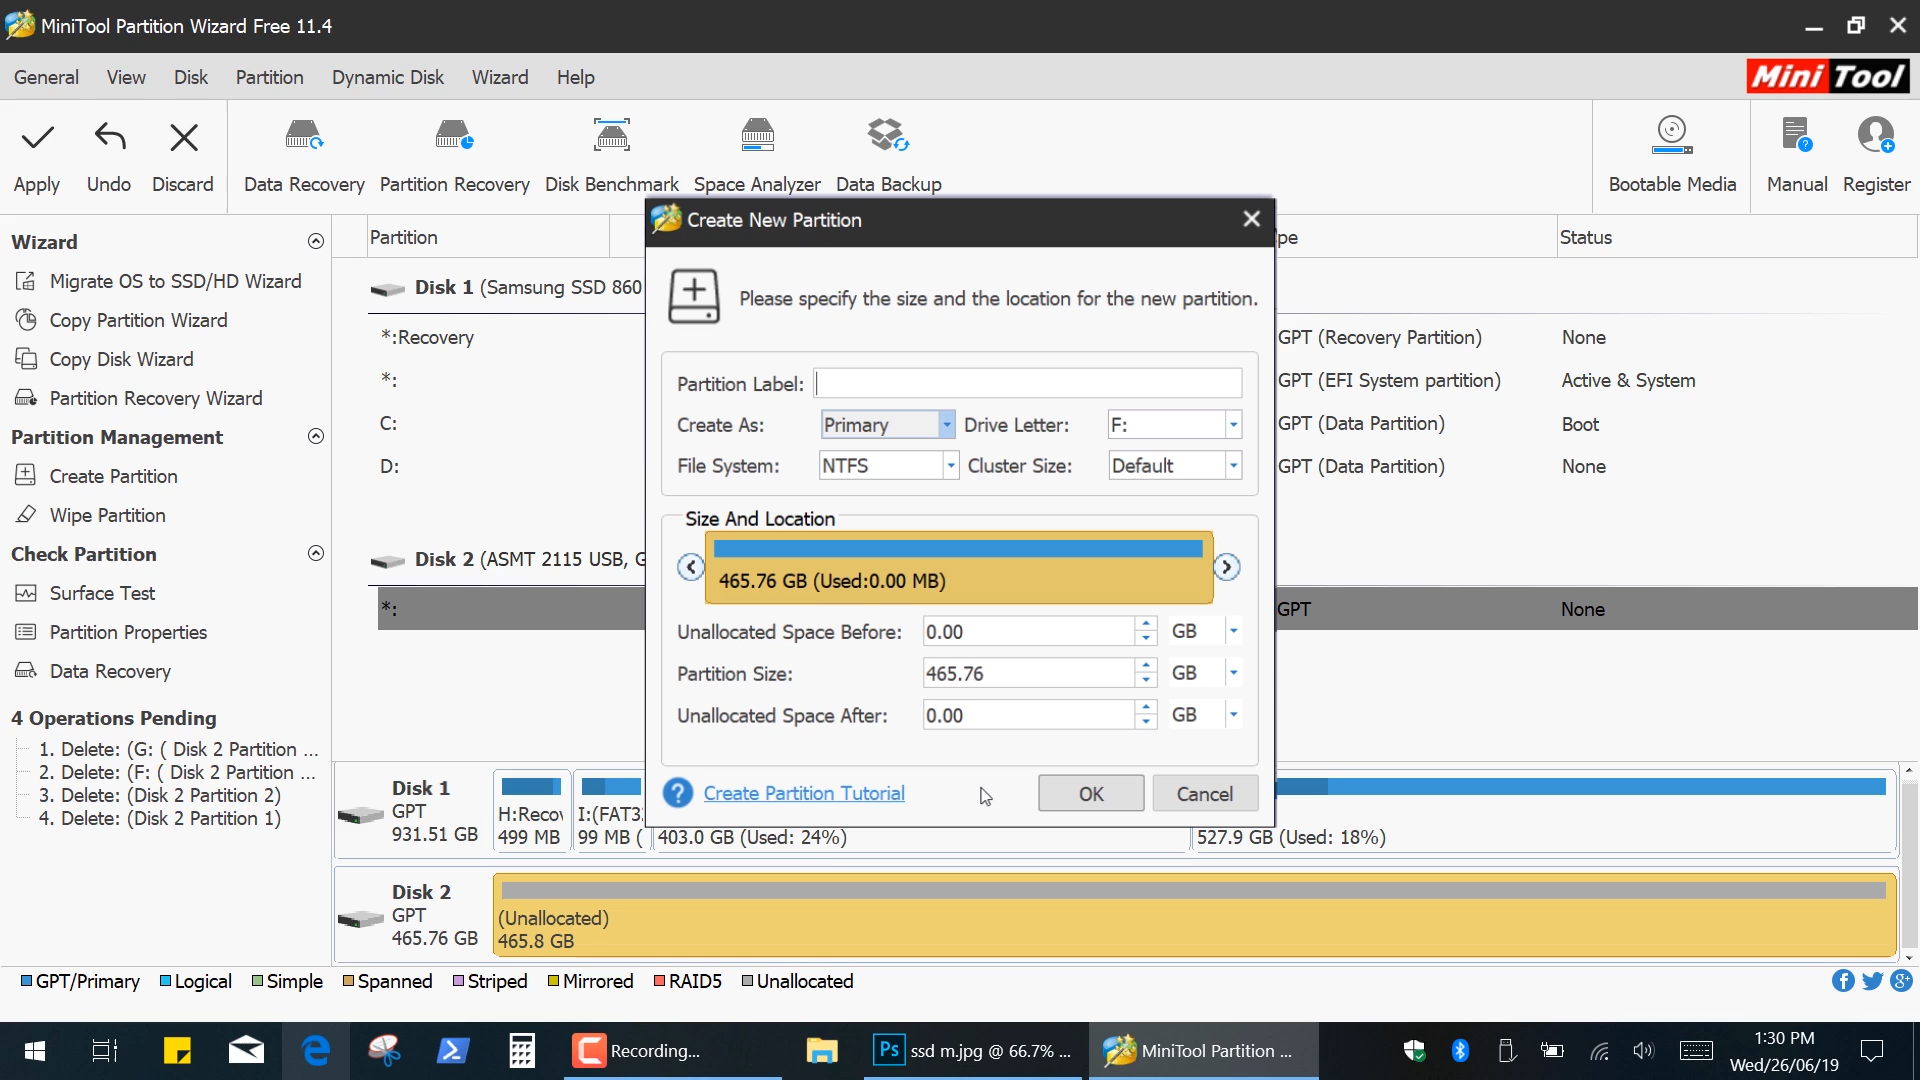 MiniTool Partition Wizard Free 11.4
General View Disk Partition Dynamic Disk Wizard Help
Mini Tool
Apply Undo Discard Data Recovery Partition Recovery Disk Benchmark Space Analyzer Data Backup Bootable Media Manual Register
Wizard
Migrate OS to SSD/HD Wizard
Copy Partition Wizard
Copy Disk Wizard
Partition Recovery Wizard
Partition Management
Create Partition
Wipe Partition
Check Partition
Surface Test
Partition Properties
Data Recovery
4 Operations Pending
1. Delete: (G: ( Disk 2 Partition ...
2. Delete: (F: ( Disk 2 Partition ...
3. Delete: (Disk 2 Partition 2)
4. Delete: (Disk 2 Partition 1)
Partition pe Status
Disk 1 (Samsung SSD 860
*:Recovery GPT (Recovery Partition) None
*: GPT (EFI System partition) Active & System
C: GPT (Data Partition) Boot
D: GPT (Data Partition) None
Disk 2 (ASMT 2115 USB, G
*: GPT None
Create New Partition
Please specify the size and the location for the new partition.
Partition Label:
Create As: Primary Drive Letter: F:
File System: NTFS Cluster Size: Default
Size And Location
465.76 GB (Used:0.00 MB)
Unallocated Space Before: 0.00 GB
Partition Size: 465.76 GB
Unallocated Space After: 0.00 GB
? Create Partition Tutorial OK Cancel
Disk 1
GPT
931.51 GB
H:Recov
499 MB
I:(FAT3
99 MB (
403.0 GB (Used: 24%)
527.9 GB (Used: 18%)
Disk 2
GPT
465.76 GB
(Unallocated)
465.8 GB
GPT/Primary Logical Simple Spanned Striped Mirrored RAID5 Unallocated
Recording...
Ps ssd m.jpg @ 66.7% ...
MiniTool Partition ...
1:30 PM
Wed/26/06/19